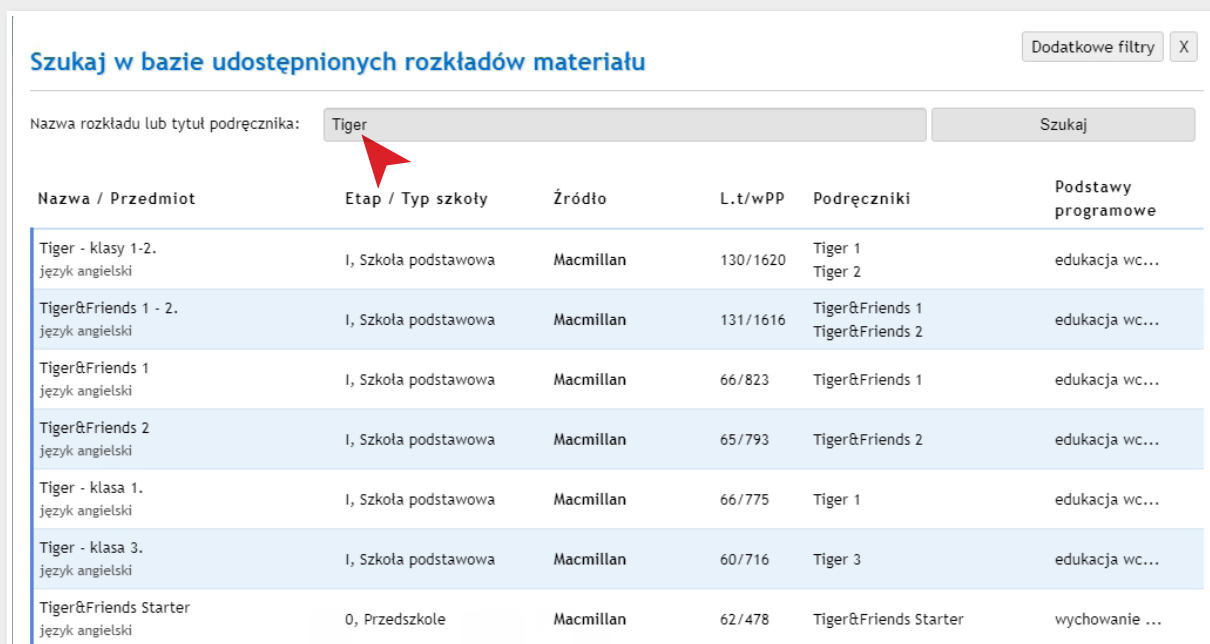 Dodatkowe filtry X
Szukaj w bazie udostępnionych rozkładów materiału
Nazwa rozkładu lub tytuł podręcznika: Tiger Szukaj
Nazwa / Przedmiot Etap / Typ szkoły Źródło L.t/wPP Podręczniki Podstawy programowe
Tiger - klasy 1-2. język angielski I, Szkoła podstawowa Macmillan 130/1620 Tiger 1 Tiger 2 edukacja wc...
Tiger&Friends 1 - 2. język angielski I, Szkoła podstawowa Macmillan 131/1616 Tiger&Friends 1 Tiger&Friends 2 edukacja wc...
Tiger&Friends 1 język angielski I, Szkoła podstawowa Macmillan 66/823 Tiger&Friends 1 edukacja wc...
Tiger&Friends 2 język angielski I, Szkoła podstawowa Macmillan 65/793 Tiger&Friends 2 edukacja wc...
Tiger - klasa 1. język angielski I, Szkoła podstawowa Macmillan 66/775 Tiger 1 edukacja wc...
Tiger - klasa 3. język angielski I, Szkoła podstawowa Macmillan 60/716 Tiger 3 edukacja wc...
Tiger&Friends Starter język angielski 0, Przedszkole Macmillan 62/478 Tiger&Friends Starter wychowanie ...